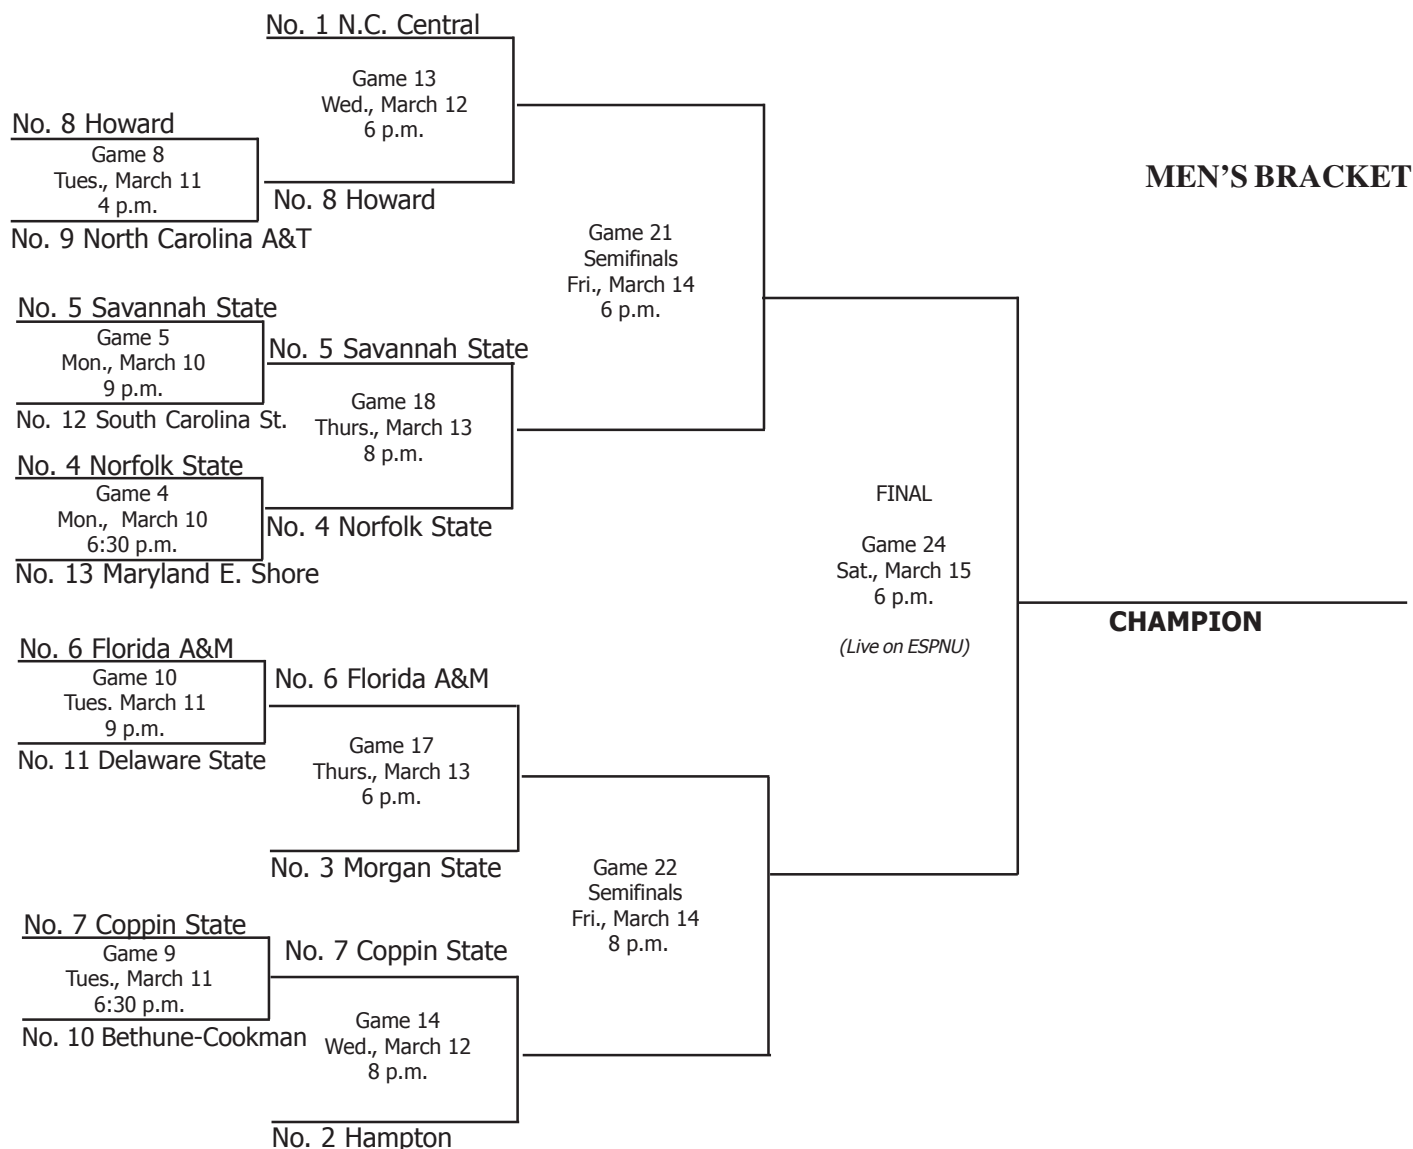 No. 1 N.C. Central
Game 13
Wed., March 12
6 p.m.
No. 8 Howard
Game 8
Tues., March 11
4 p.m.
No. 8 Howard
No. 9 North Carolina A&T
MEN'S BRACKET
Game 21
Semifinals
Fri., March 14
6 p.m.
No. 5 Savannah State
Game 5
Mon., March 10
9 p.m.
No. 12 South Carolina St.
No. 5 Savannah State
Game 18
Thurs., March 13
8 p.m.
No. 4 Norfolk State
Game 4
Mon., March 10
6:30 p.m.
No. 13 Maryland E. Shore
No. 4 Norfolk State
FINAL
Game 24
Sat., March 15
6 p.m.
(Live on ESPNU)
CHAMPION
No. 6 Florida A&M
Game 10
Tues. March 11
9 p.m.
No. 11 Delaware State
No. 6 Florida A&M
Game 17
Thurs., March 13
6 p.m.
No. 3 Morgan State
Game 22
Semifinals
Fri., March 14
8 p.m.
No. 7 Coppin State
Game 9
Tues., March 11
6:30 p.m.
No. 10 Bethune-Cookman
No. 7 Coppin State
Game 14
Wed., March 12
8 p.m.
No. 2 Hampton